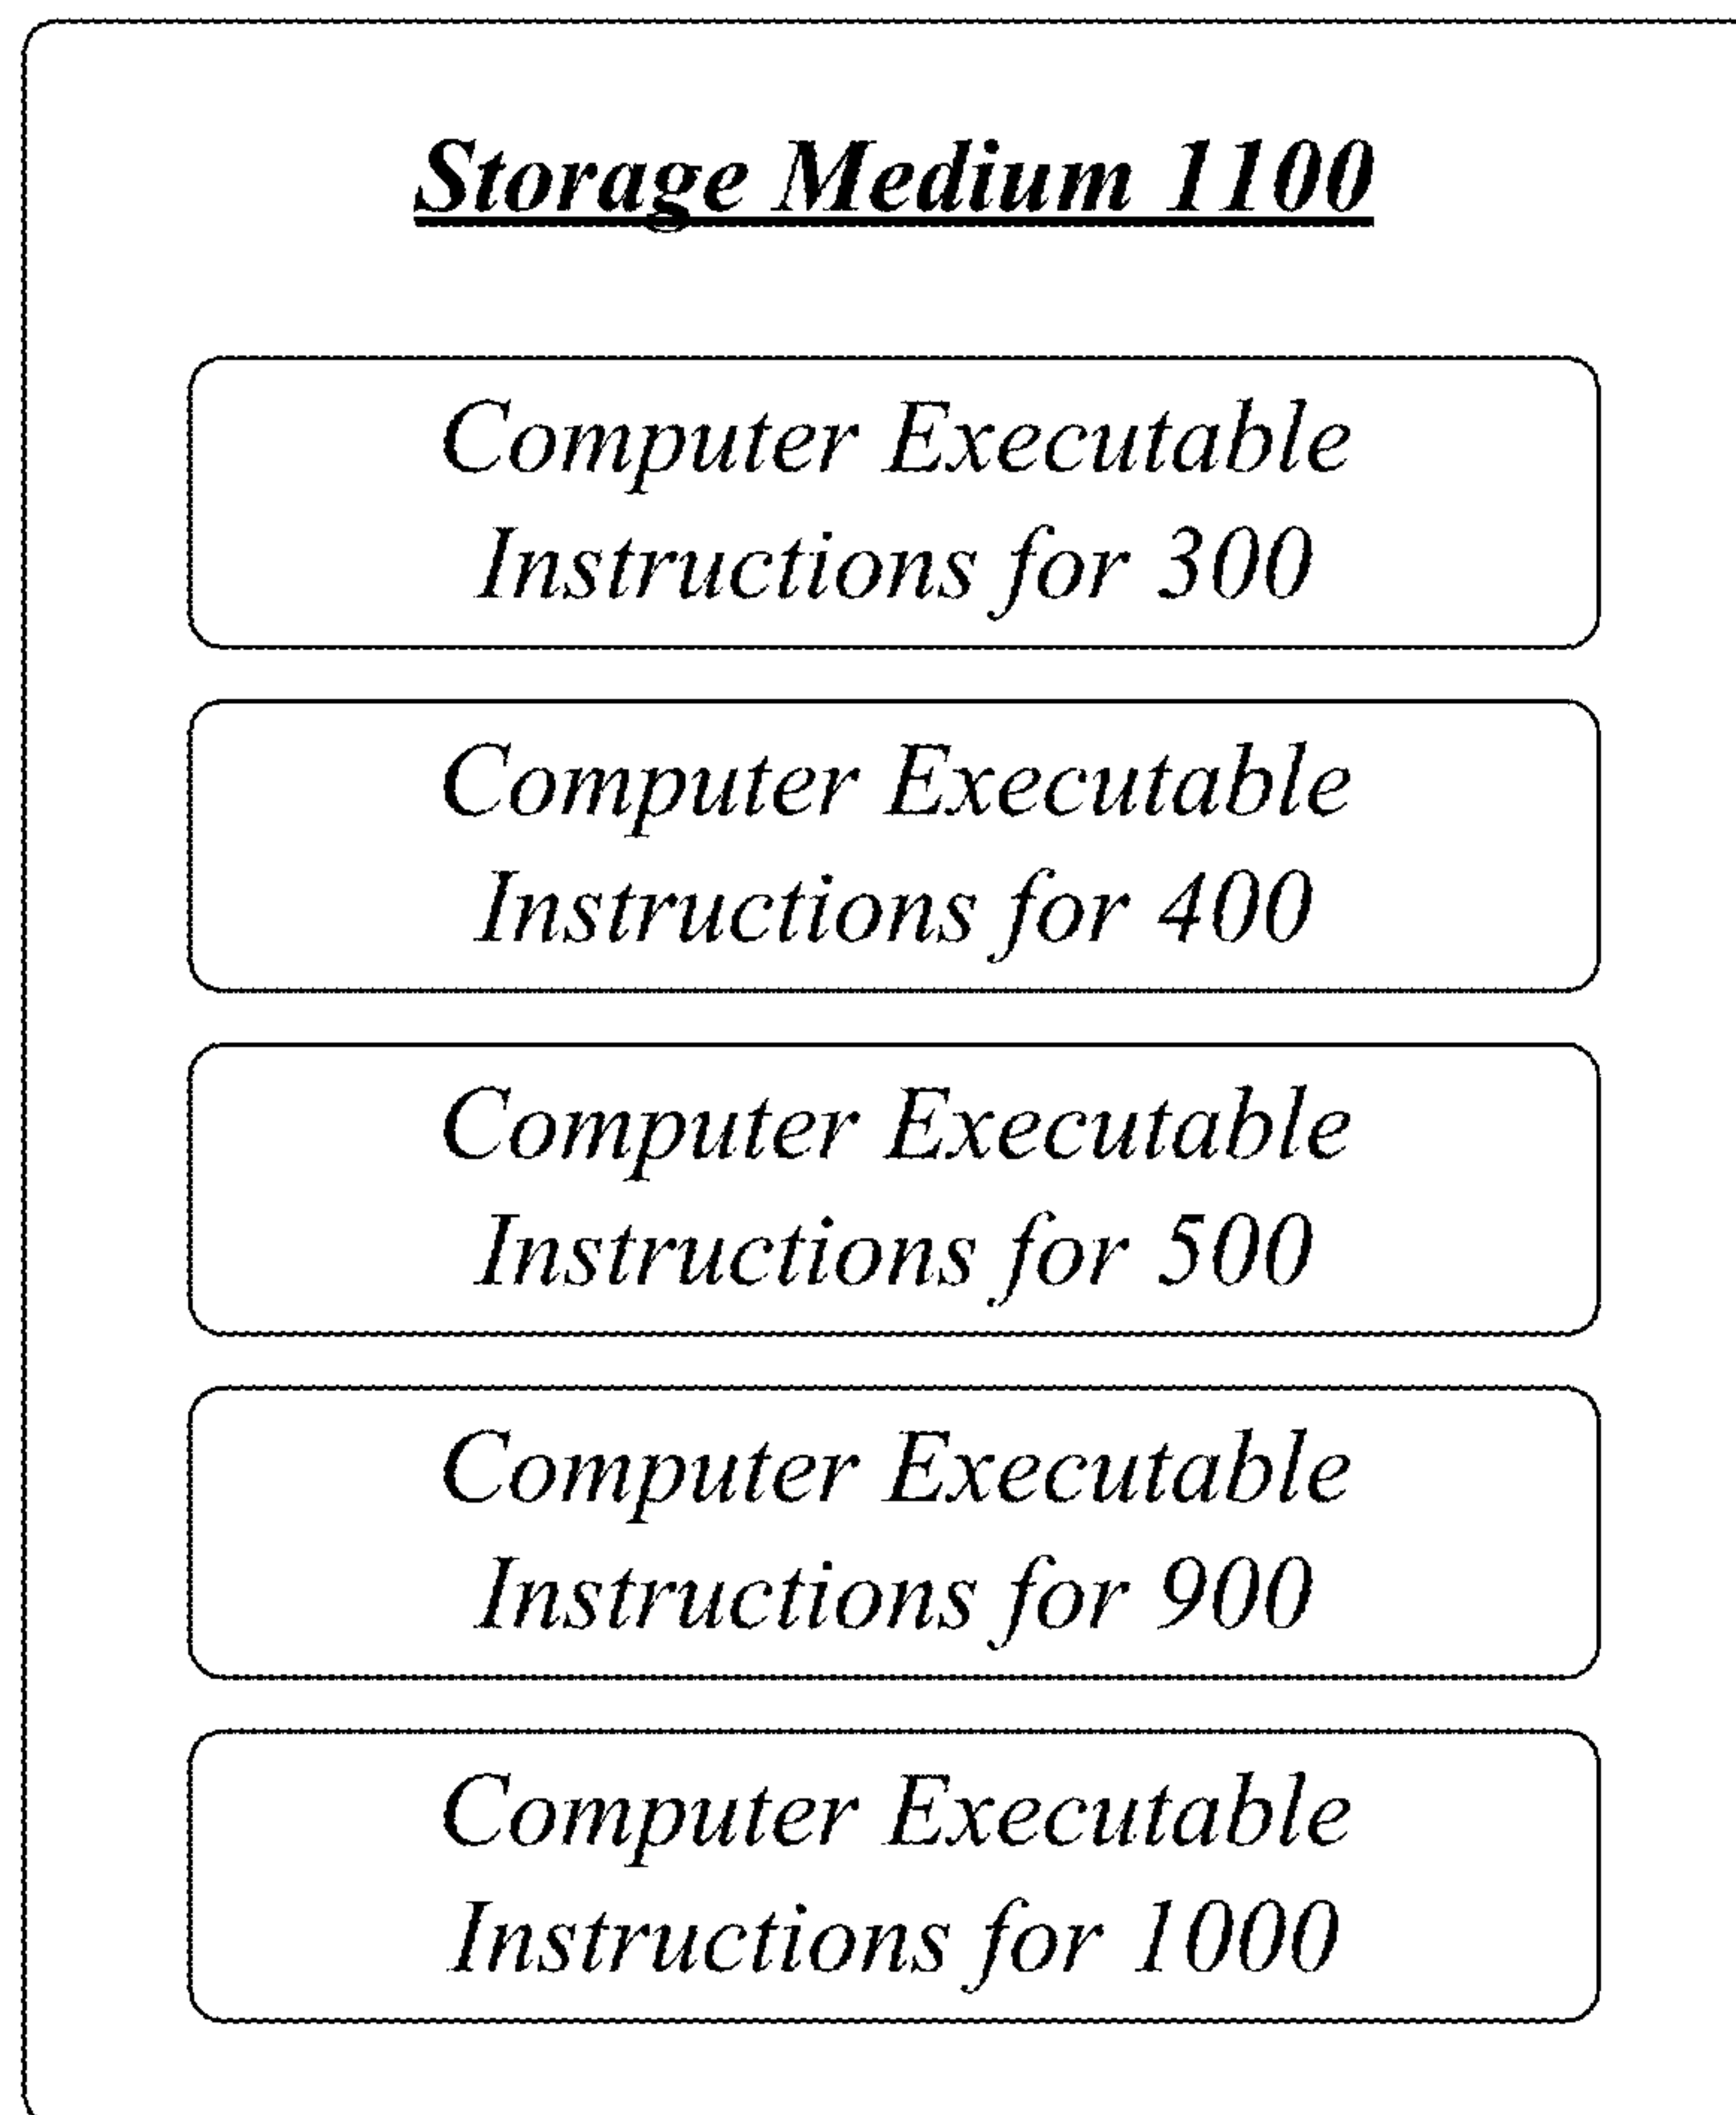 Storage Medium 1100
Computer Executable
Instructions for 300
Computer Executable
Instructions for 400
Computer Executable
Instructions for 500
Computer Executable
Instructions for 900
Computer Executable
Instructions for 1000